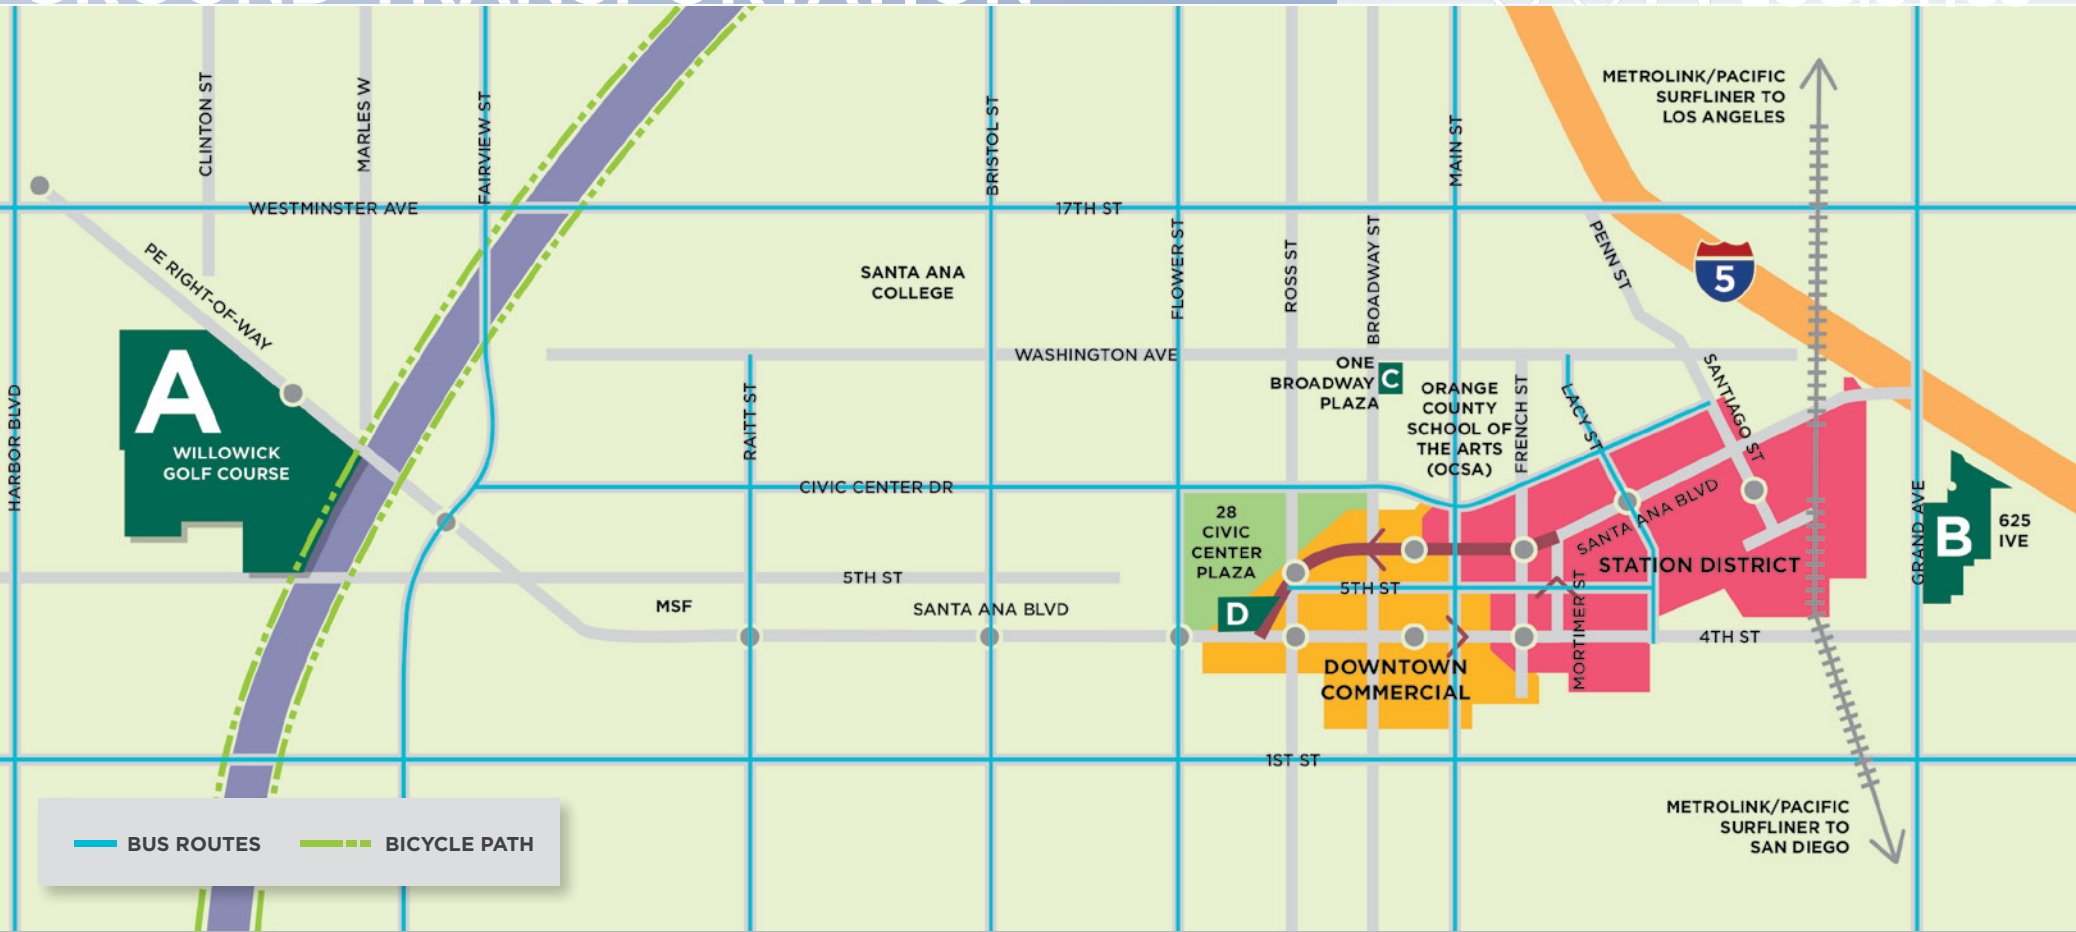 GROUND TRANSPORTATION
CLINTON ST
MARLES W
FAIRVIEW ST
BRISTOL ST
MAIN ST
METROLINK/PACIFIC
SURFLINER TO
LOS ANGELES
WESTMINSTER AVE
17TH ST
PE RIGHT-OF-WAY
SANTA ANA
COLLEGE
FLOWER ST
ROSS ST
BROADWAY ST
PENN ST
5
A
WILLOWICK
GOLF COURSE
HARBOR BLVD
RAITT ST
WASHINGTON AVE
ONE
BROADWAY
PLAZA
C
ORANGE
COUNTY
SCHOOL OF
THE ARTS
(OCSA)
FRENCH ST
LACY ST
SANTIAGO ST
CIVIC CENTER DR
28
CIVIC
CENTER
PLAZA
SANTA ANA BLVD
GRAND AVE
B
625
IVE
STATION DISTRICT
5TH ST
5TH ST
MSF
SANTA ANA BLVD
D
MORTIMER ST
4TH ST
DOWNTOWN
COMMERCIAL
1ST ST
METROLINK/PACIFIC
SURFLINER TO
SAN DIEGO
BUS ROUTES
BICYCLE PATH